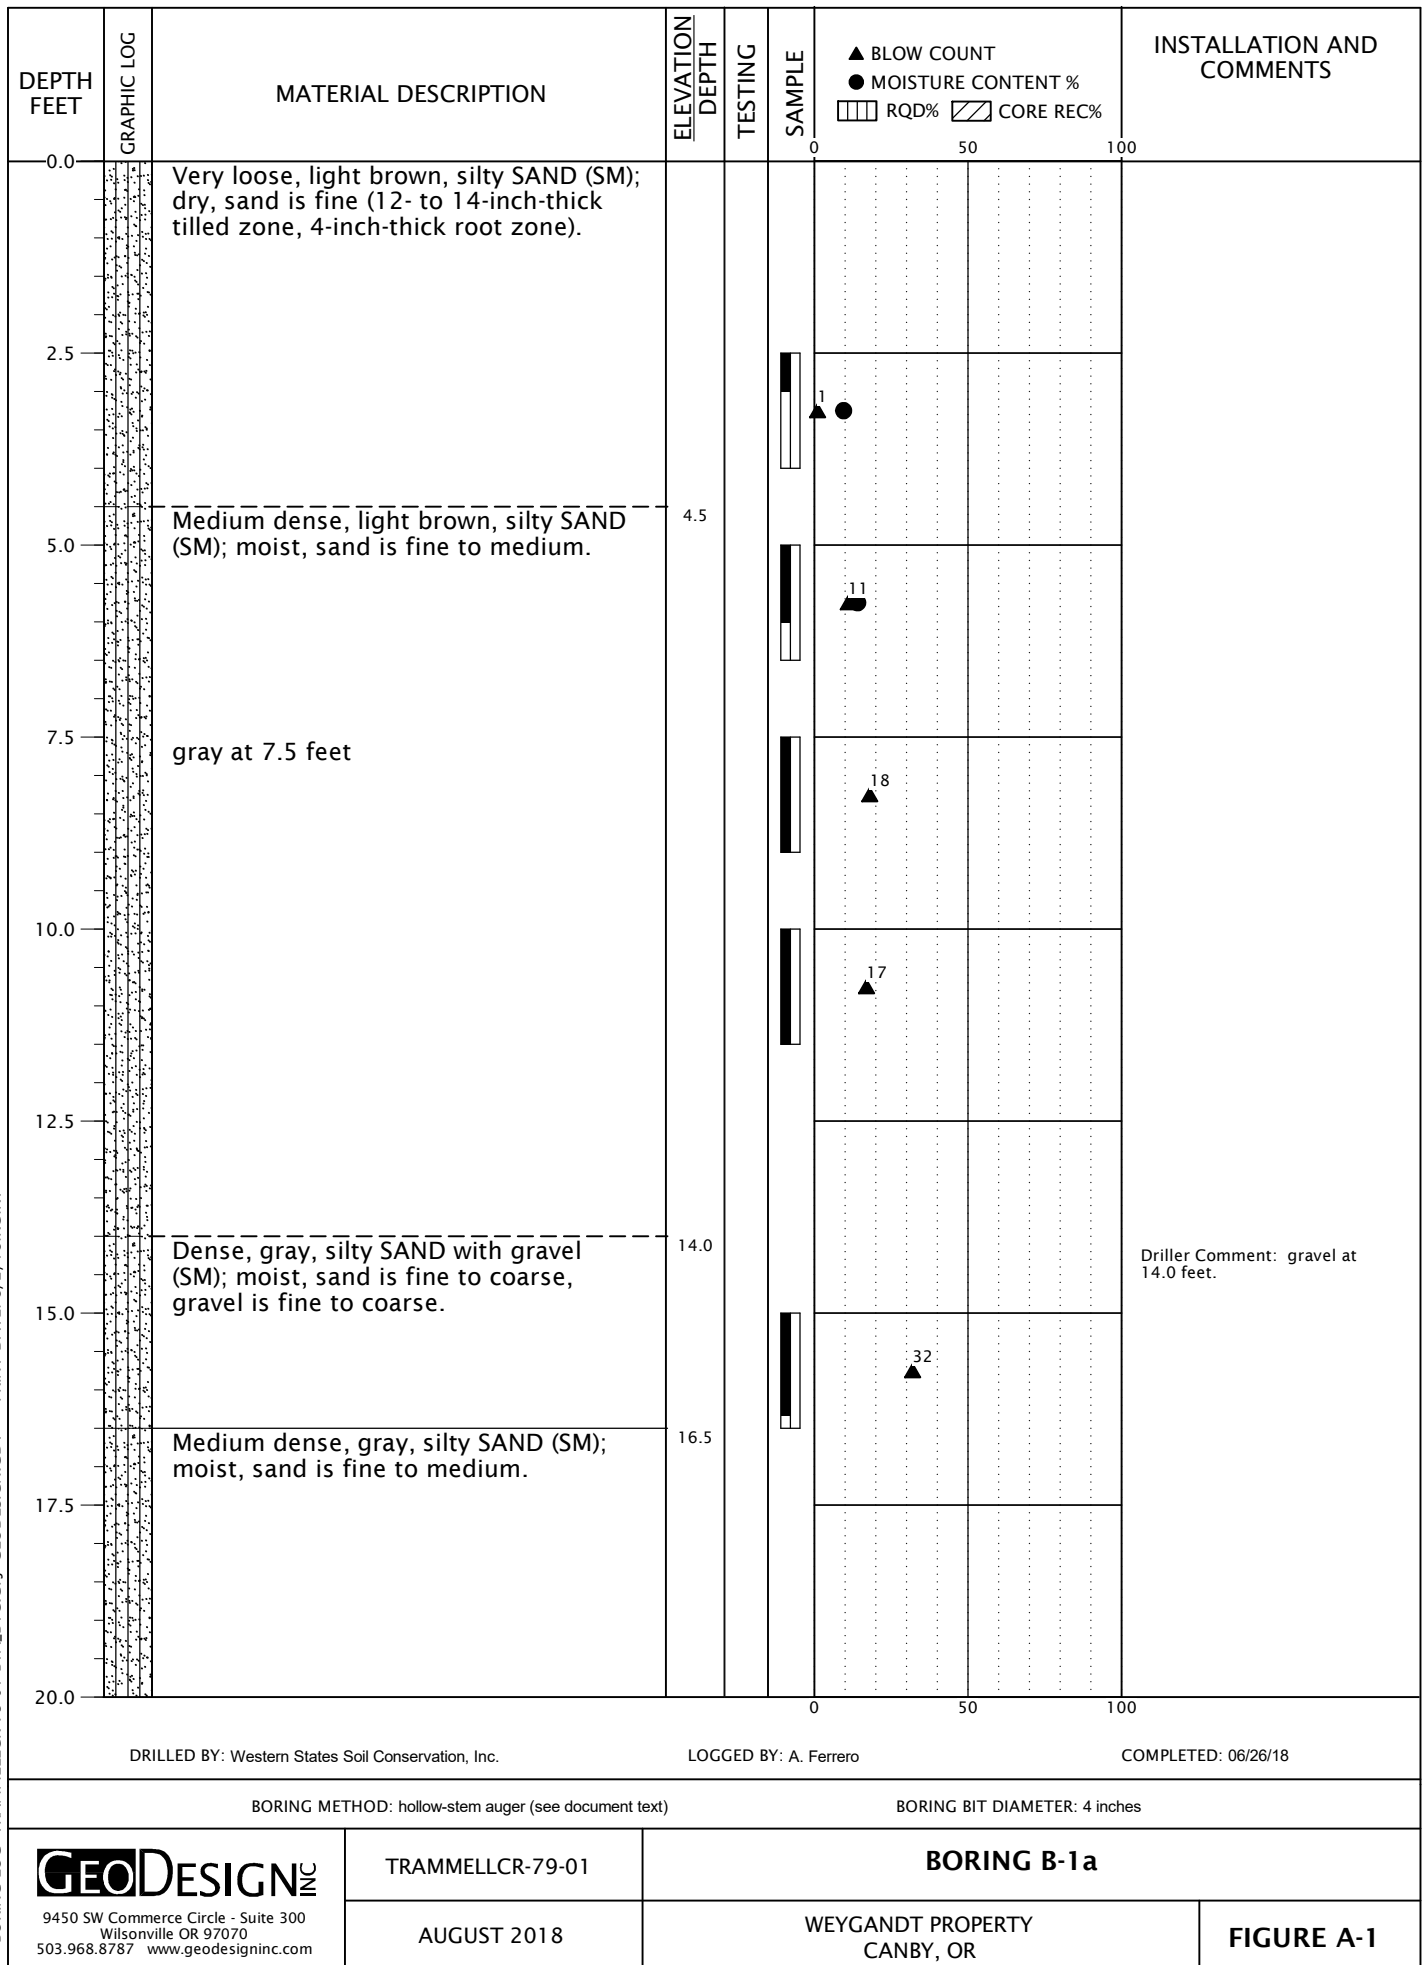 DEPTH
FEET
GRAPHIC LOG
MATERIAL DESCRIPTION
ELEVATION
DEPTH
TESTING
SAMPLE
▲ BLOW COUNT
● MOISTURE CONTENT %
RQD% CORE REC%
INSTALLATION AND
COMMENTS
0 50 100
0.0
Very loose, light brown, silty SAND (SM);
dry, sand is fine (12- to 14-inch-thick
tilled zone, 4-inch-thick root zone).
2.5
1
4.5
Medium dense, light brown, silty SAND
(SM); moist, sand is fine to medium.
5.0
11
7.5
gray at 7.5 feet
18
10.0
17
12.5
14.0
Dense, gray, silty SAND with gravel
(SM); moist, sand is fine to coarse,
gravel is fine to coarse.
Driller Comment: gravel at
14.0 feet.
15.0
32
16.5
Medium dense, gray, silty SAND (SM);
moist, sand is fine to medium.
17.5
20.0
0 50 100
DRILLED BY: Western States Soil Conservation, Inc.
LOGGED BY: A. Ferrero
COMPLETED: 06/26/18
BORING METHOD: hollow-stem auger (see document text)
BORING BIT DIAMETER: 4 inches
GEODESIGN INC
9450 SW Commerce Circle - Suite 300
Wilsonville OR 97070
503.968.8787 www.geodesigninc.com
TRAMMELLCR-79-01
AUGUST 2018
BORING B-1a
WEYGANDT PROPERTY
CANBY, OR
FIGURE A-1